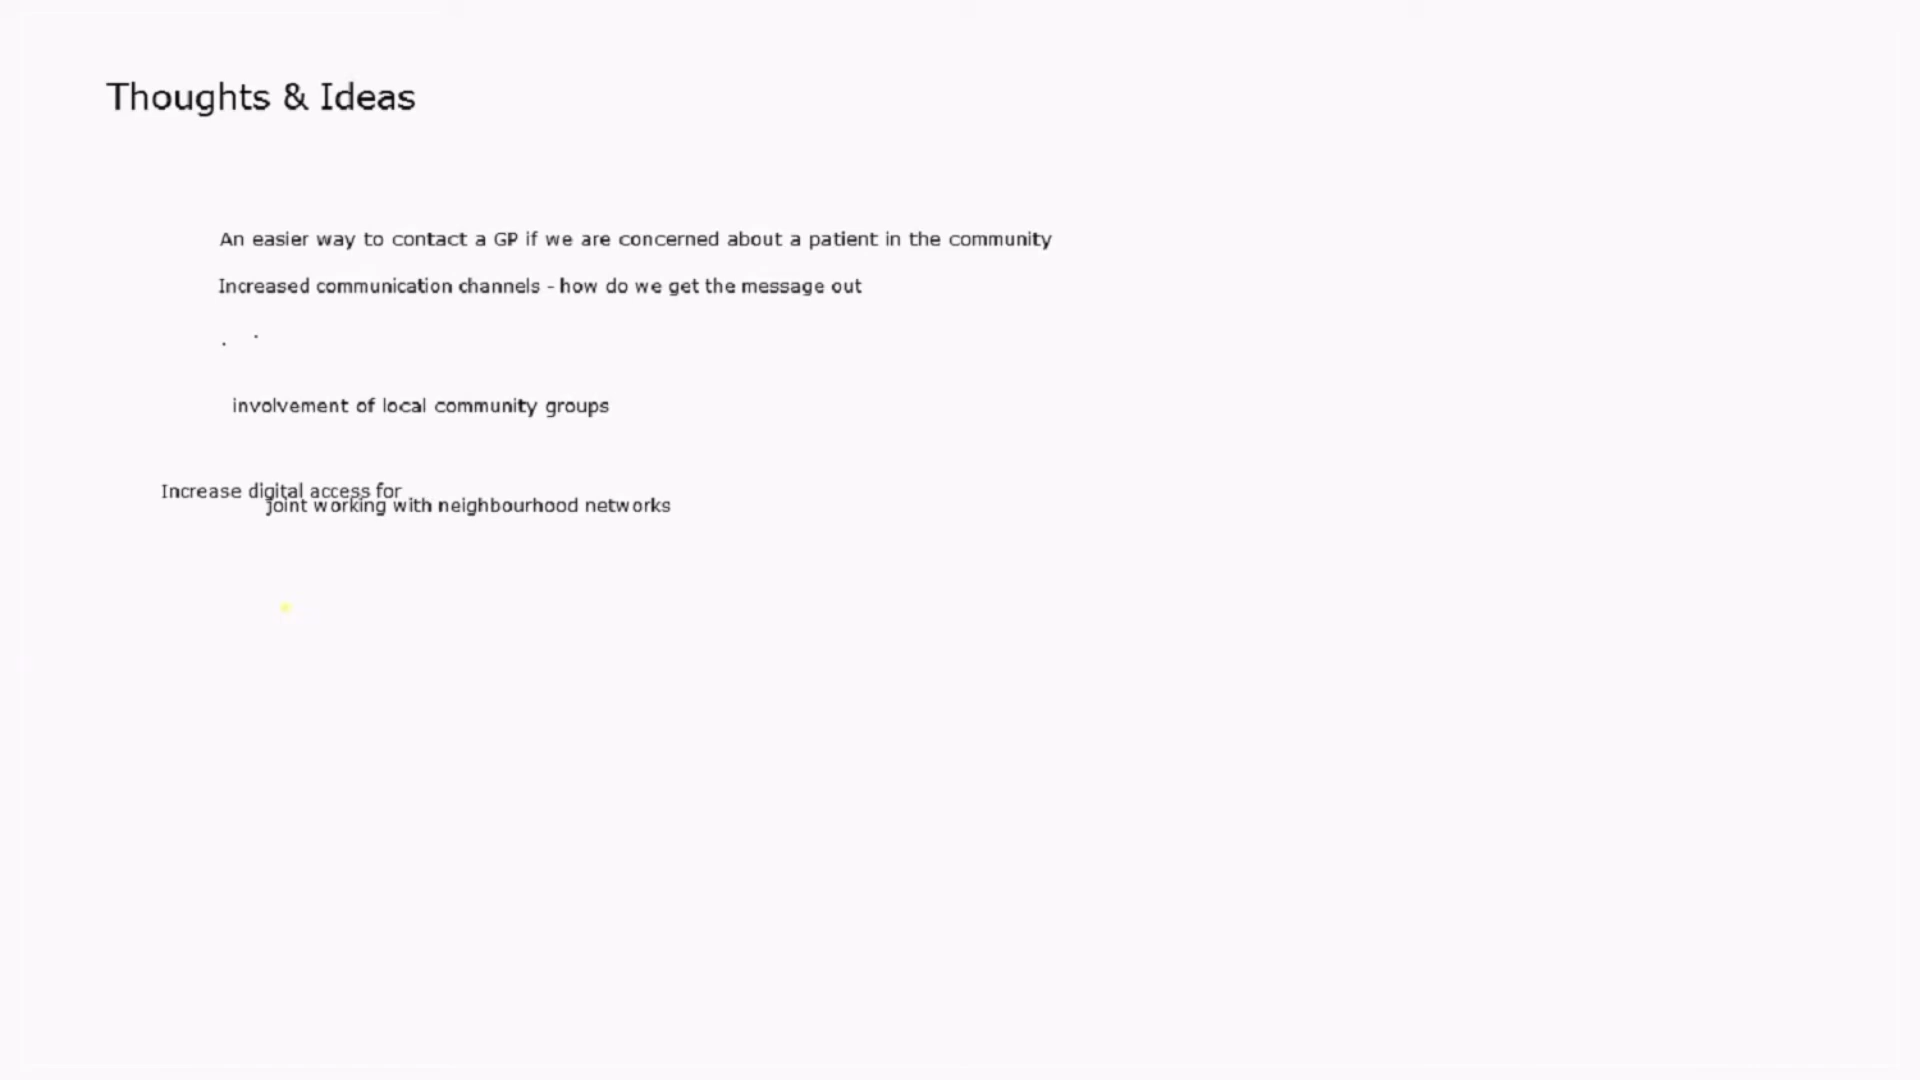 Thoughts & Ideas
An easier way to contact a GP if we are concerned about a patient in the community
Increased communication channels - how do we get the message out
. .
involvement of local community groups
Increase digital access for
joint working with neighbourhood networks